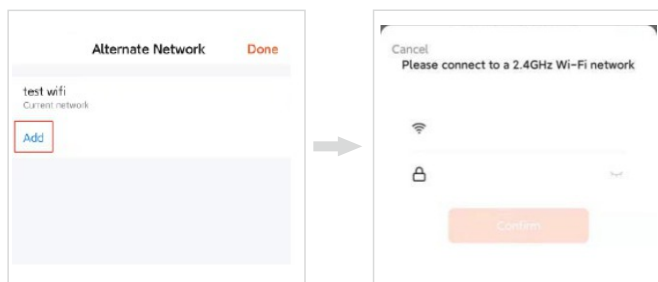 Alternate Network Done
test wifi
Current network
Add
Cancel
Please connect to a 2.4GHz Wi-Fi network
Confirm